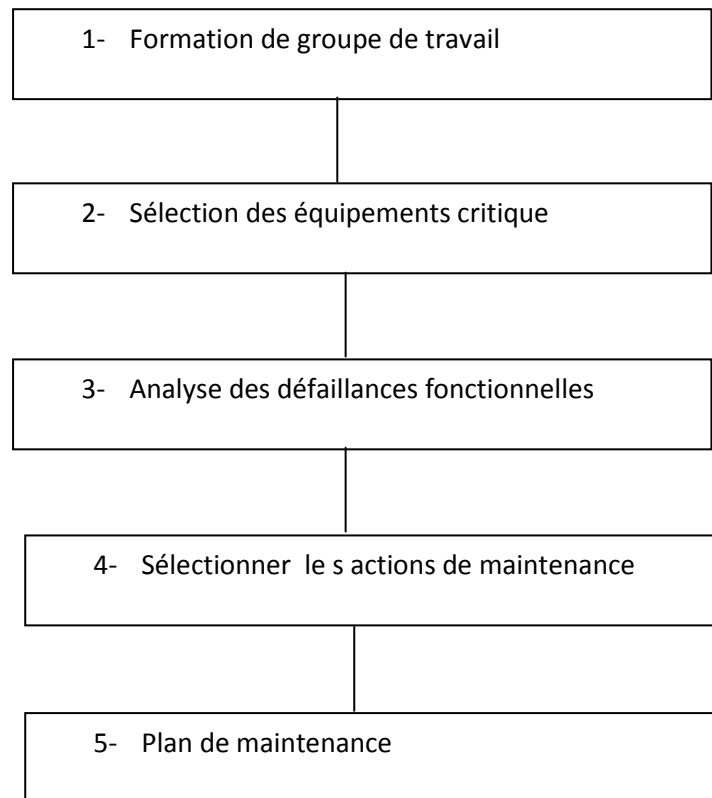 1- Formation de groupe de travail
2- Sélection des équipements critique
3- Analyse des défaillances fonctionnelles
4- Sélectionner le s actions de maintenance
5- Plan de maintenance